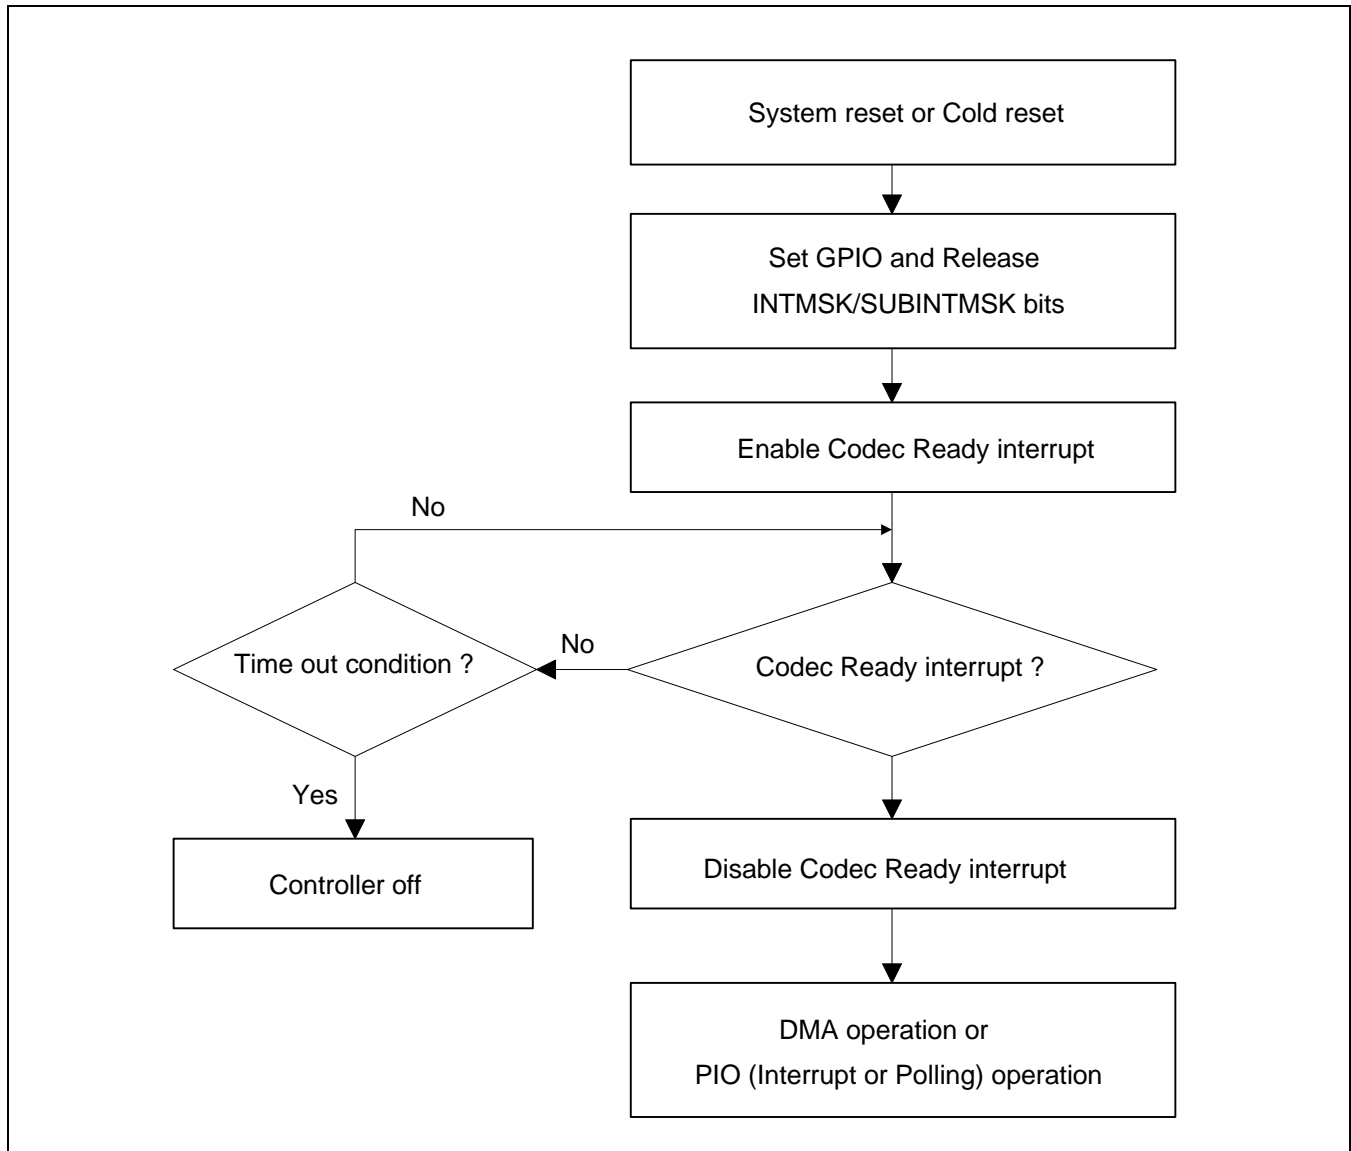 System reset or Cold reset
Set GPIO and Release
INTMSK/SUBINTMSK bits
Enable Codec Ready interrupt
No
Time out condition ?
No
Codec Ready interrupt ?
Yes
Controller off
Disable Codec Ready interrupt
DMA operation or
PIO (Interrupt or Polling) operation